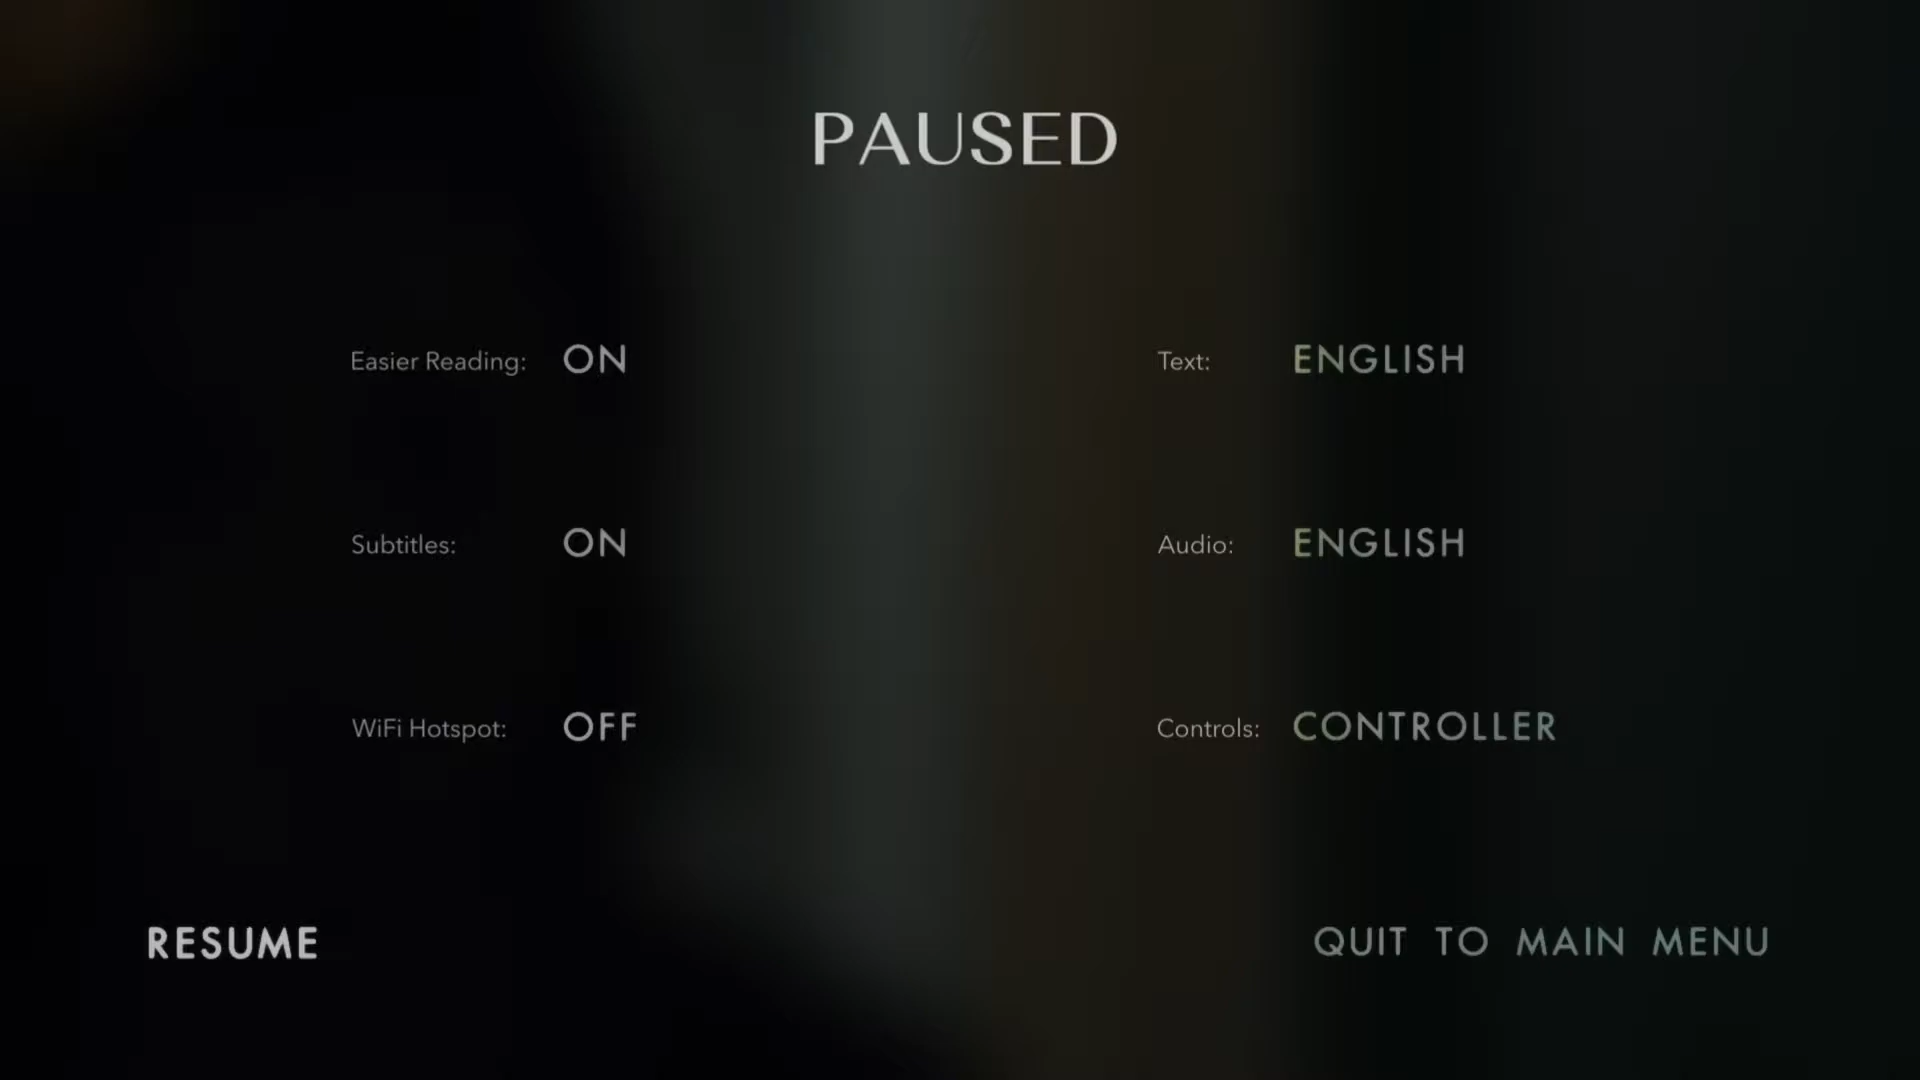 PAUSED
Easier Reading: ON
Text: ENGLISH
Subtitles: ON
Audio: ENGLISH
WiFi Hotspot: OFF
Controls: CONTROLLER
RESUME
QUIT TO MAIN MENU